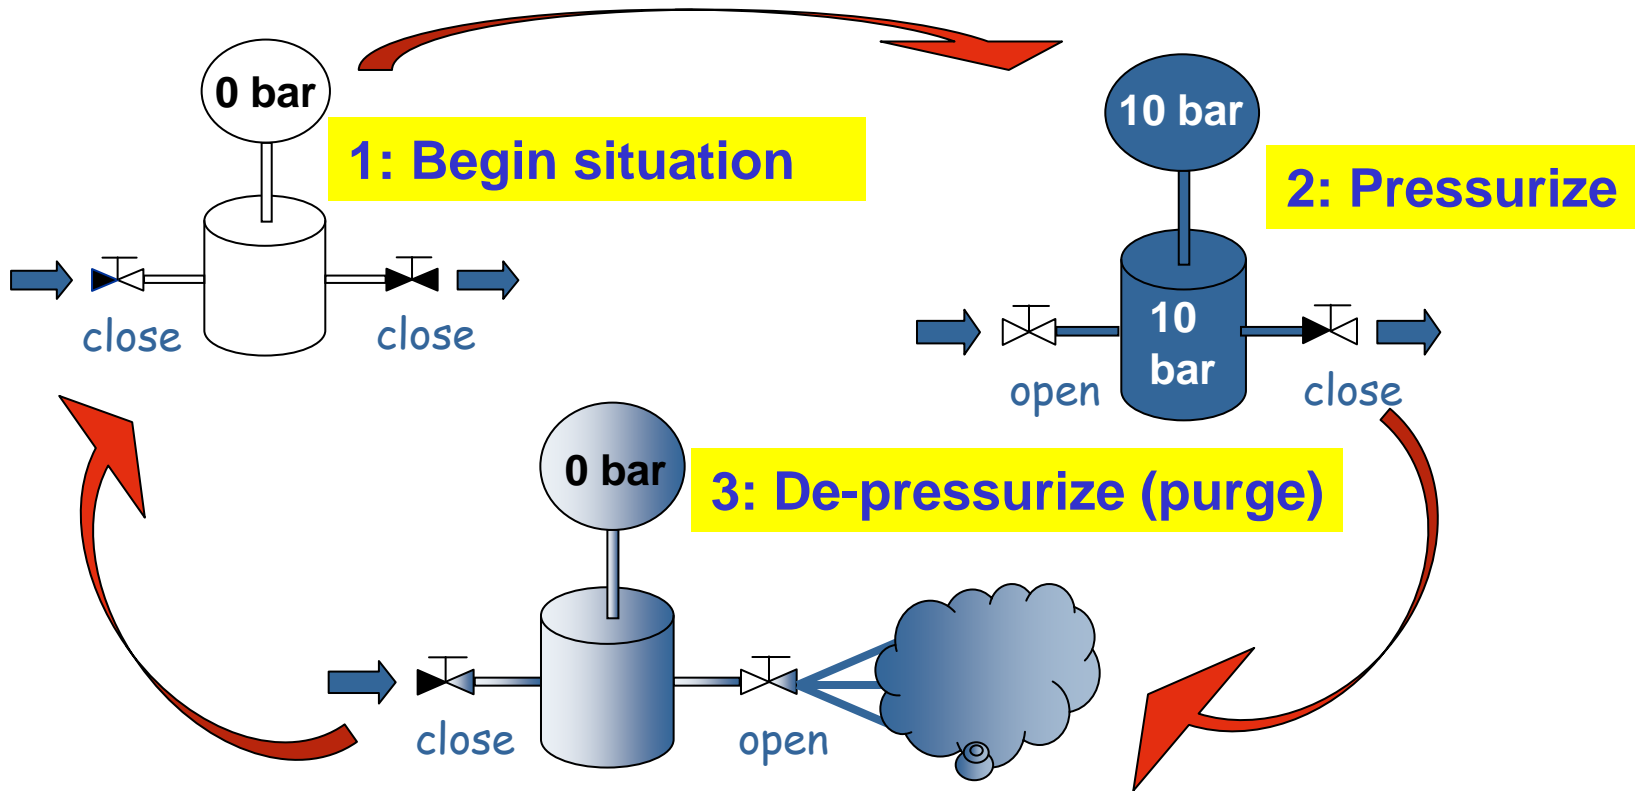 0 bar
1: Begin situation
close
close
10 bar
2: Pressurize
10
bar
open
close
0 bar
3: De-pressurize (purge)
close
open